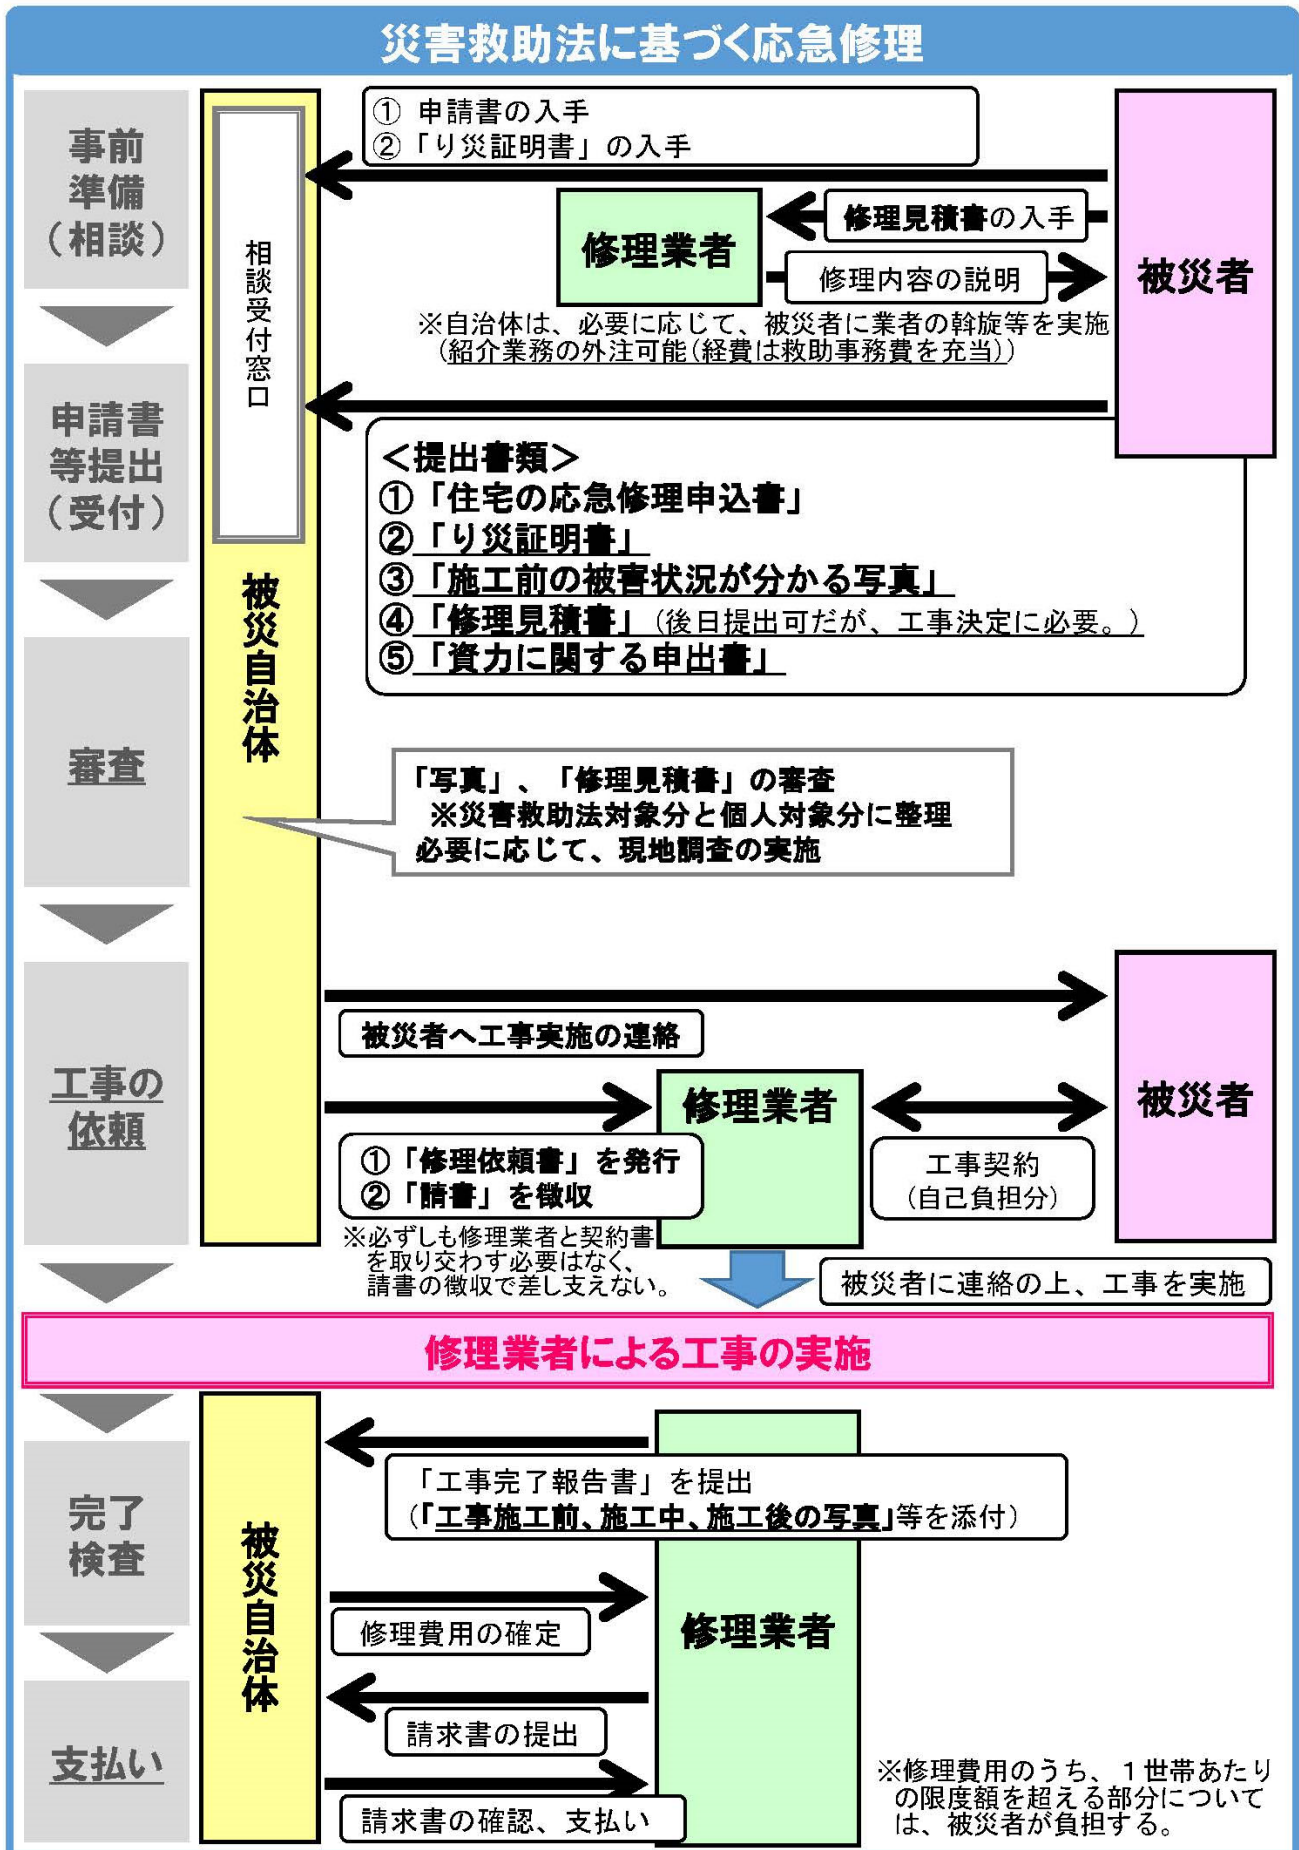 災害救助法に基づく応急修理
事前
準備
（相談）
① 申請書の入手
② 「り災証明書」の入手
相談受付窓口
修理業者
修理見積書の入手
修理内容の説明
被災者
※自治体は、必要に応じて、被災者に業者の斡旋等を実施
（紹介業務の外注可能（経費は救助事務費を充当））
申請書
等提出
（受付）
＜提出書類＞
①「住宅の応急修理申込書」
②「り災証明書」
③「施工前の被害状況が分かる写真」
④「修理見積書」（後日提出可だが、工事決定に必要。）
⑤「資力に関する申出書」
被災自治体
審査
「写真」、「修理見積書」の審査
※災害救助法対象分と個人対象分に整理
必要に応じて、現地調査の実施
工事の
依頼
被災者へ工事実施の連絡
修理業者
被災者
①「修理依頼書」を発行
②「請書」を徴収
工事契約
（自己負担分）
※必ずしも修理業者と契約書
を取り交わす必要はなく、
請書の徴収で差し支えない。
被災者に連絡の上、工事を実施
修理業者による工事の実施
完了
検査
被災自治体
「工事完了報告書」を提出
（「工事施工前、施工中、施工後の写真」等を添付）
修理費用の確定
修理業者
請求書の提出
支払い
請求書の確認、支払い
※修理費用のうち、１世帯あたり
の限度額を超える部分について
は、被災者が負担する。